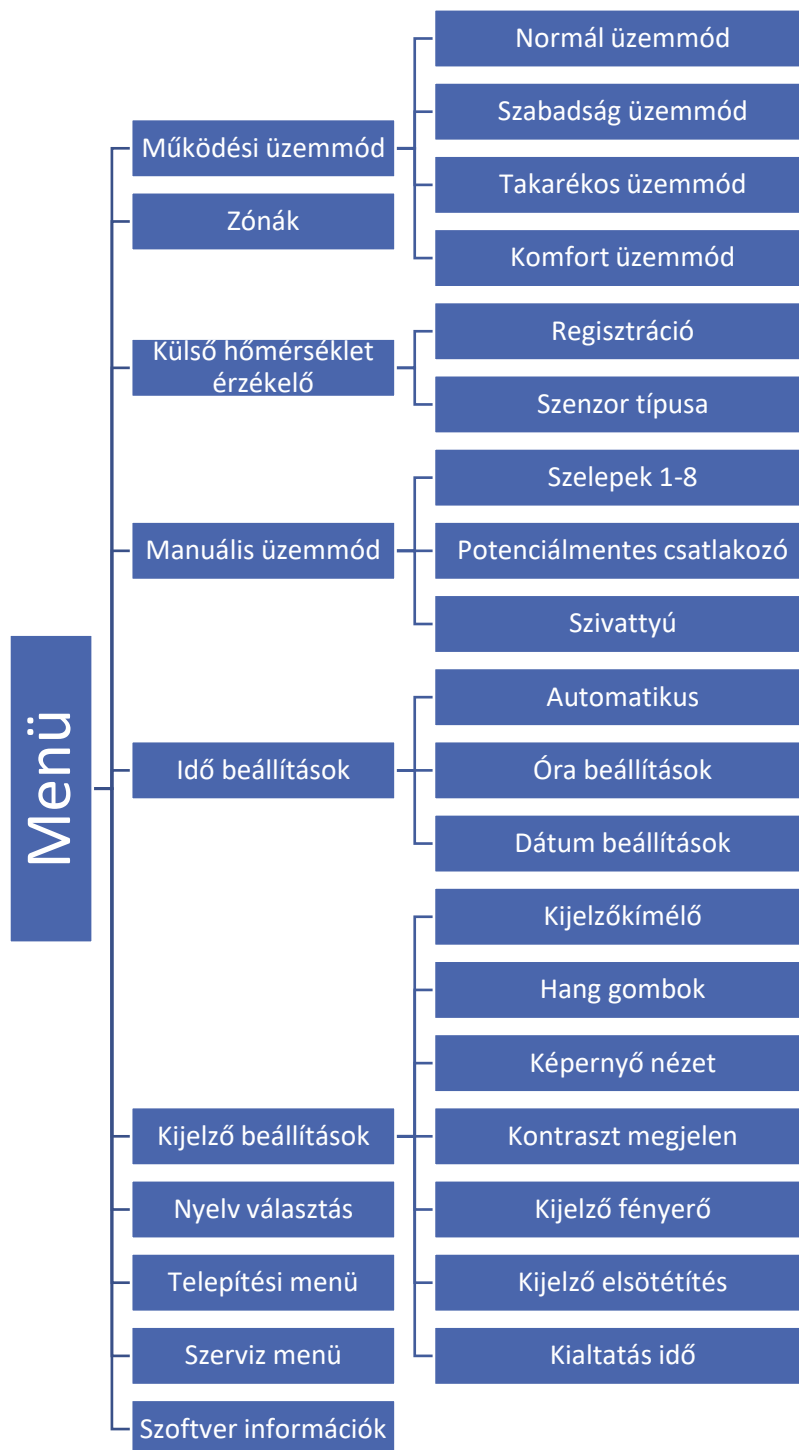 Menü
Működési üzemmód
Normál üzemmód
Szabadság üzemmód
Takarékos üzemmód
Komfort üzemmód
Zónák
Külső hőmérséklet
érzékelő
Regisztráció
Szenzor típusa
Manuális üzemmód
Szelepek 1-8
Potenciálmentes csatlakozó
Szivattyú
Idő beállítások
Automatikus
Óra beállítások
Dátum beállítások
Kijelző beállítások
Kijelzőkímélő
Hang gombok
Képernyő nézet
Kontraszt megjelen
Kijelző fényerő
Kijelző elsötétítés
Kialtatás idő
Nyelv választás
Telepítési menü
Szerviz menü
Szoftver információk